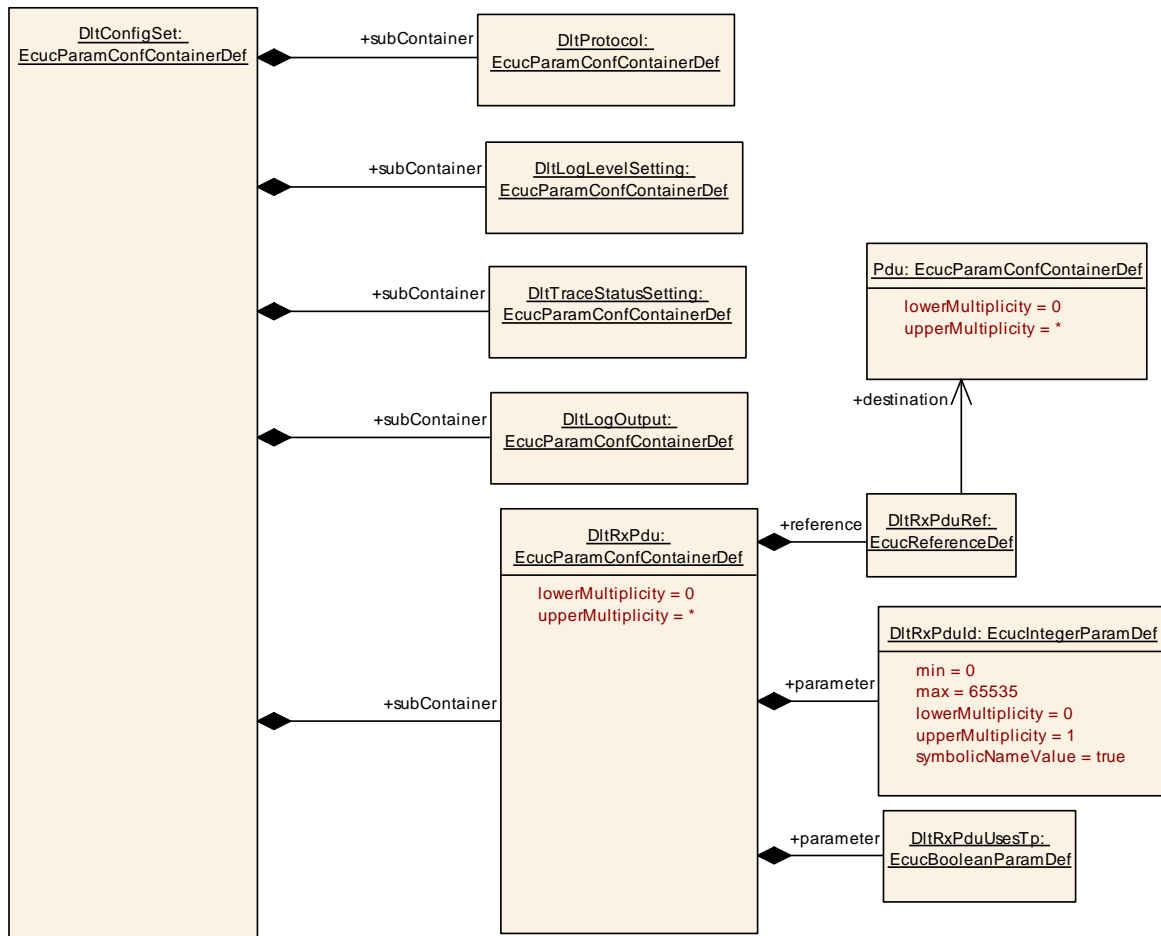 DltConfigSet:
EcucParamConfContainerDef
+subContainer
DltProtocol:
EcucParamConfContainerDef
+subContainer
DltLogLevelSetting:
EcucParamConfContainerDef
+subContainer
DltTraceStatusSetting:
EcucParamConfContainerDef
Pdu: EcucParamConfContainerDef
lowerMultiplicity = 0
upperMultiplicity = *
+destination
+subContainer
DltLogOutput:
EcucParamConfContainerDef
+subContainer
DltRxPdu:
EcucParamConfContainerDef
lowerMultiplicity = 0
upperMultiplicity = *
+reference
DltRxPduRef:
EcucReferenceDef
+parameter
DltRxPduId: EcucIntegerParamDef
min = 0
max = 65535
lowerMultiplicity = 0
upperMultiplicity = 1
symbolicNameValue = true
+parameter
DltRxPduUsesTp:
EcucBooleanParamDef